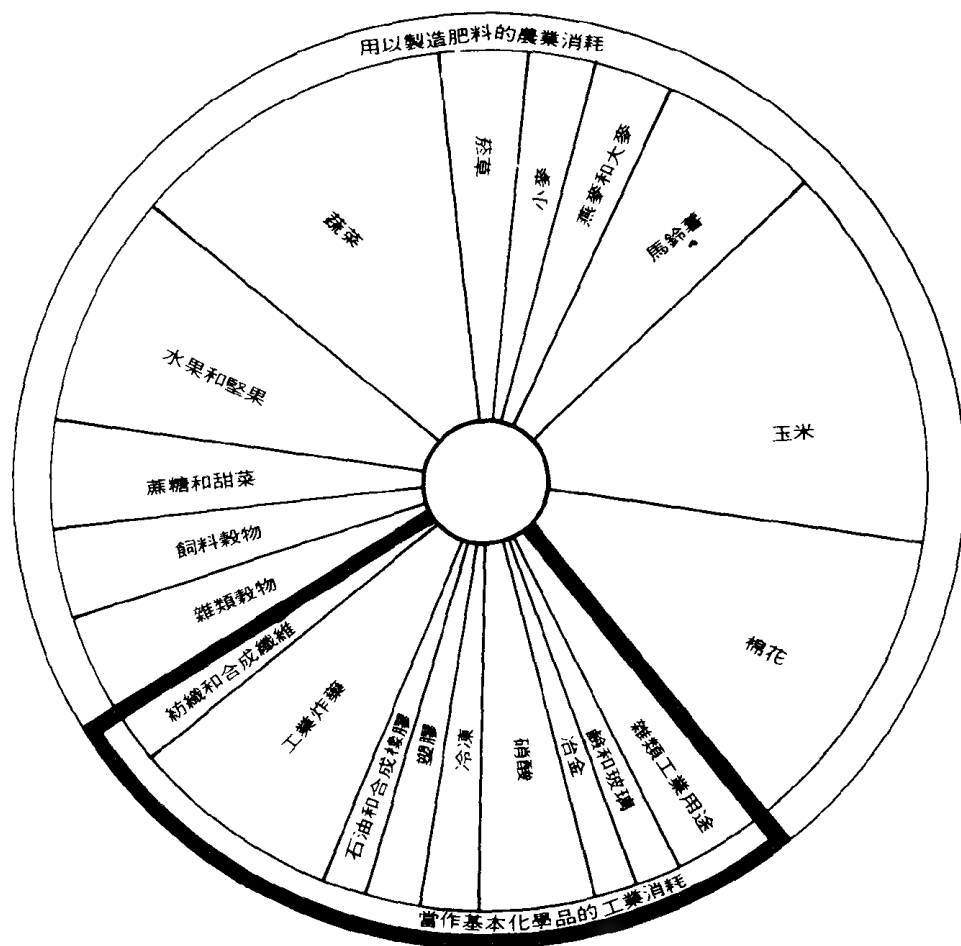 用以製造肥料的農業消耗
菸草
小麥
燕麥和大麥
馬鈴薯
玉米
棉花
蔬菜
水果和堅果
蔗糖和甜菜
飼料穀物
雜類穀物
紡織和合成纖維
工業炸藥
石油和合成橡膠
塑膠
冷凍
硝酸
冶金
鹼和玻璃
雜類工業用途
當作基本化學品的工業消耗